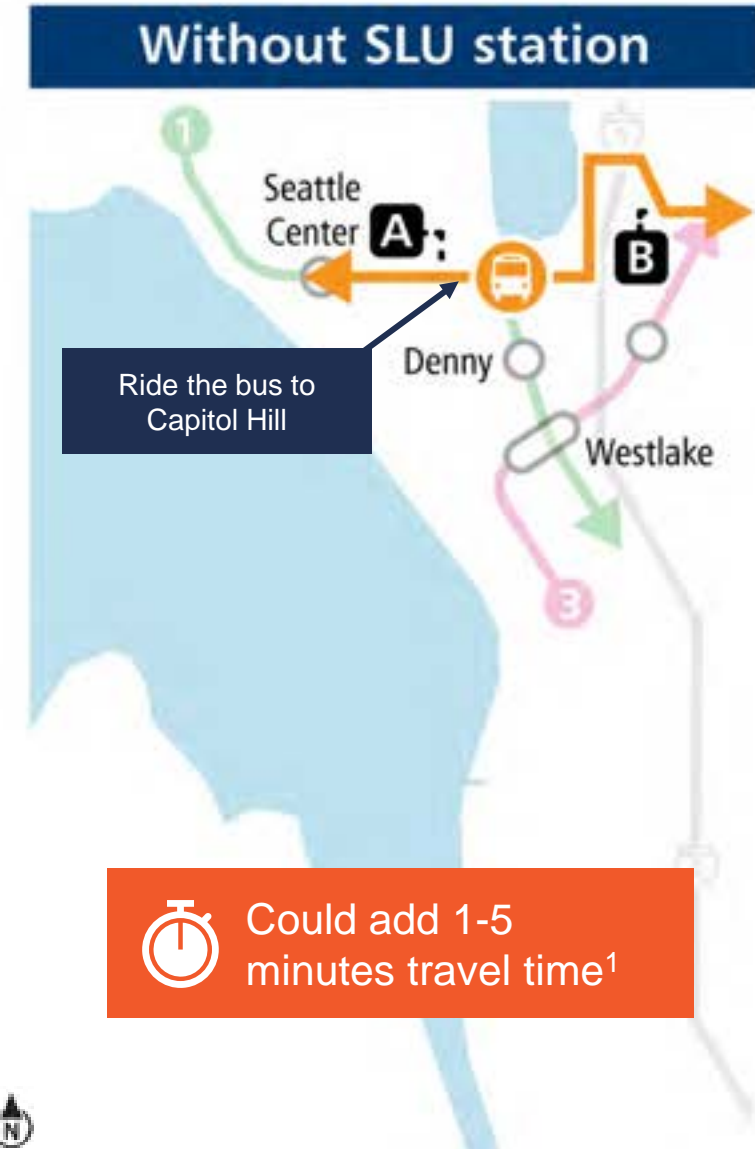 Without SLU station
1
Seattle
Center
A
B
Ride the bus to
Capitol Hill
Denny
Westlake
3
Could add 1-5
minutes travel time1
N